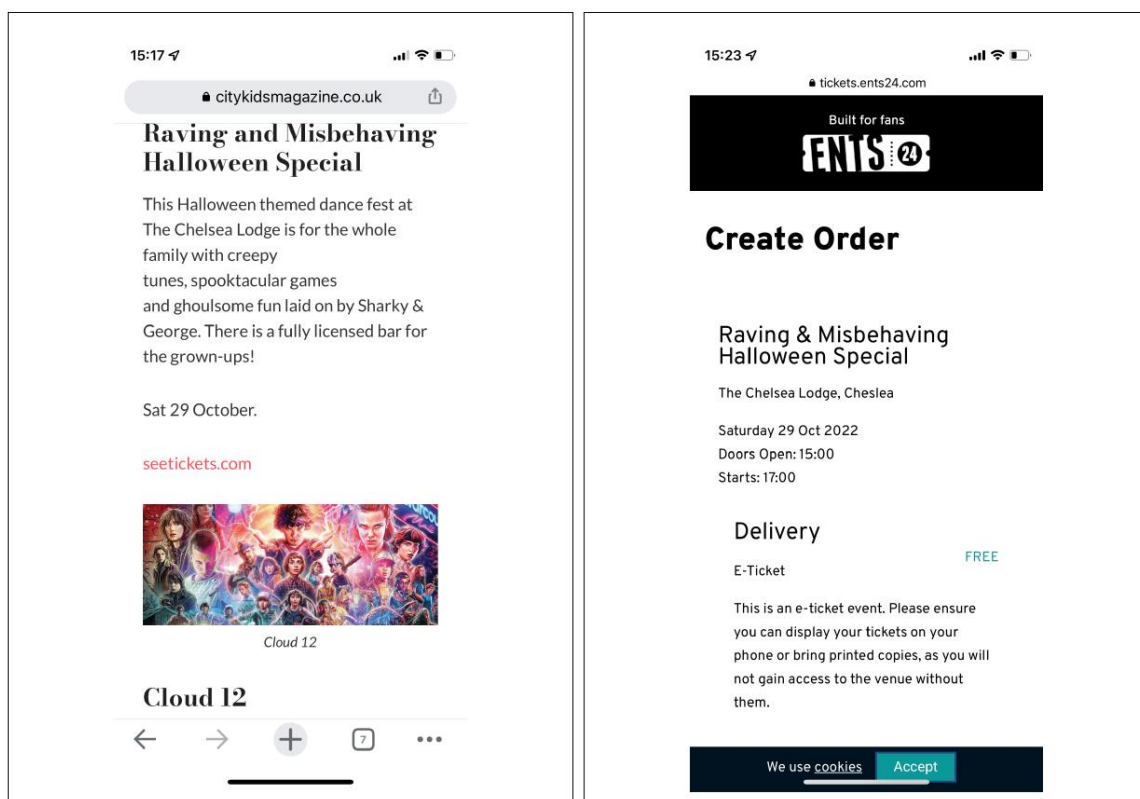 15:17
citykidsmagazine.co.uk
Raving and Misbehaving
Halloween Special
This Halloween themed dance fest at
The Chelsea Lodge is for the whole
family with creepy
tunes, spooktacular games
and ghoulsome fun laid on by Sharky &
George. There is a fully licensed bar for
the grown-ups!
Sat 29 October.
seetickets.com
Cloud 12
Cloud 12
7
15:23
tickets.ents24.com
Built for fans
ENTS 24
Create Order
Raving & Misbehaving
Halloween Special
The Chelsea Lodge, Cheslea
Saturday 29 Oct 2022
Doors Open: 15:00
Starts: 17:00
Delivery
FREE
E-Ticket
This is an e-ticket event. Please ensure
you can display your tickets on your
phone or bring printed copies, as you will
not gain access to the venue without
them.
We use cookies
Accept